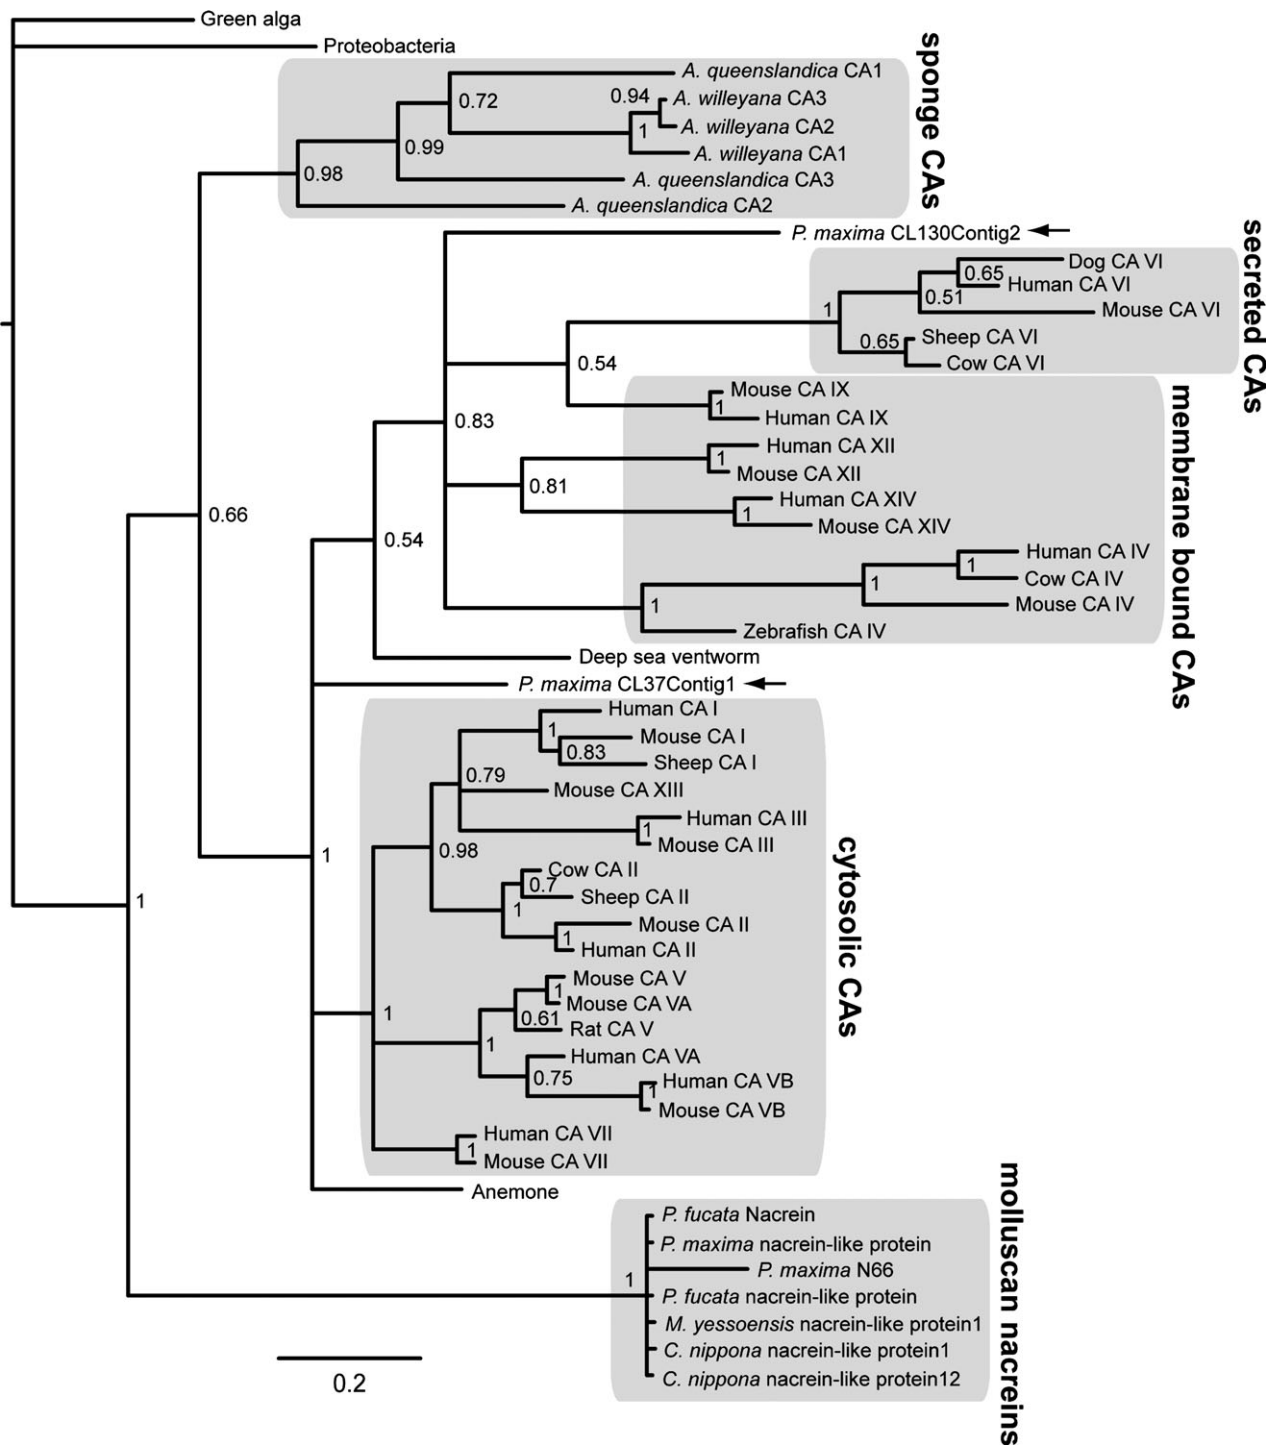 Green alga
Proteobacteria
sponge CAs
A. queenslandica CA1
0.72
0.94
A. willeyana CA3
A. willeyana CA2
1
A. willeyana CA1
0.99
0.98
A. queenslandica CA3
A. queenslandica CA2
P. maxima CL130Contig2
secreted CAs
Dog CA VI
0.65
Human CA VI
0.51
Mouse CA VI
1
0.65
Sheep CA VI
Cow CA VI
0.54
membrane bound CAs
Mouse CA IX
1
Human CA IX
0.83
Human CA XII
1
Mouse CA XII
0.81
Human CA XIV
1
Mouse CA XIV
0.66
0.54
Human CA IV
1
Cow CA IV
1
Mouse CA IV
1
Zebrafish CA IV
Deep sea ventworm
P. maxima CL37Contig1
cytosolic CAs
Human CA I
1
Mouse CA I
0.83
Sheep CA I
0.79
Mouse CA XIII
Human CA III
1
Mouse CA III
0.98
Cow CA II
0.7
Sheep CA II
1
Mouse CA II
1
Human CA II
1
1
Mouse CA V
1
Mouse CA VA
0.61
Rat CA V
1
1
Human CA VA
0.75
Human CA VB
1
Mouse CA VB
Human CA VII
1
Mouse CA VII
Anemone
molluscan nacreins
P. fucata Nacrein
P. maxima nacrein-like protein
P. maxima N66
1
P. fucata nacrein-like protein
M. yessoensis nacrein-like protein1
C. nippona nacrein-like protein1
C. nippona nacrein-like protein12
0.2